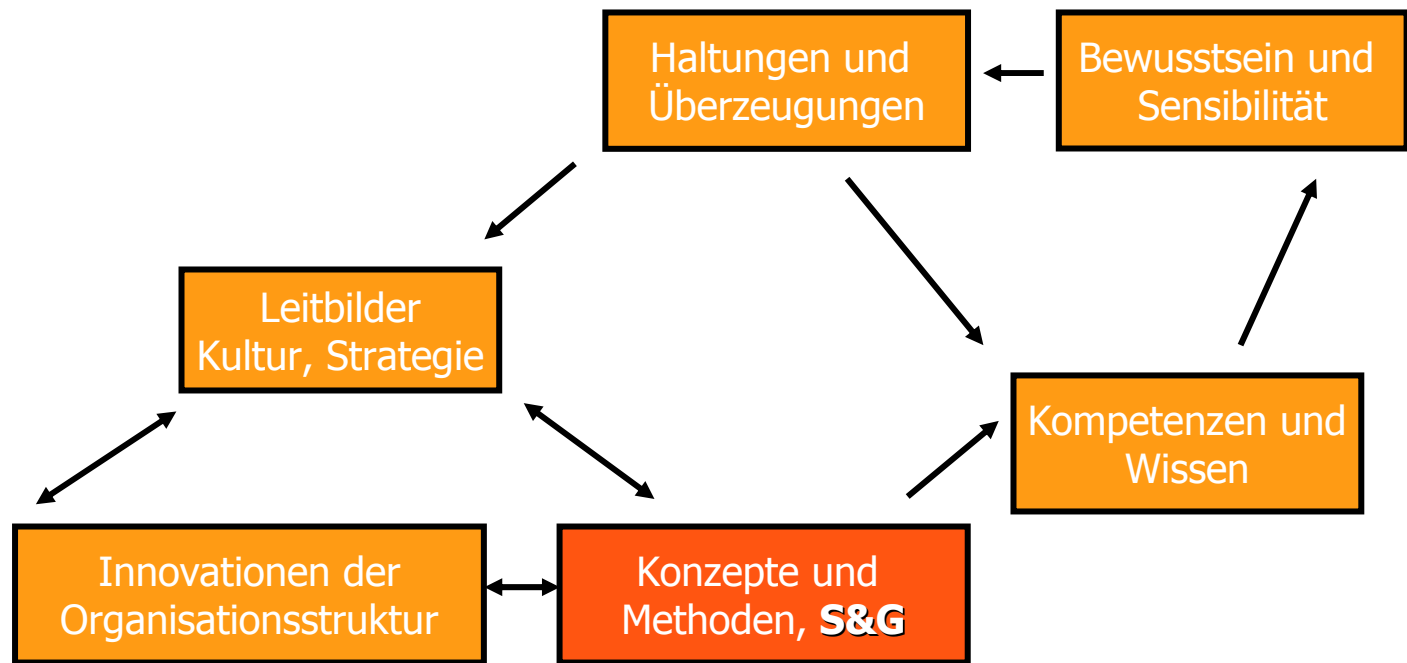 Haltungen und
Überzeugungen
Bewusstsein und
Sensibilität
Leitbilder
Kultur, Strategie
Kompetenzen und
Wissen
Innovationen der
Organisationsstruktur
Konzepte und
Methoden, S&G